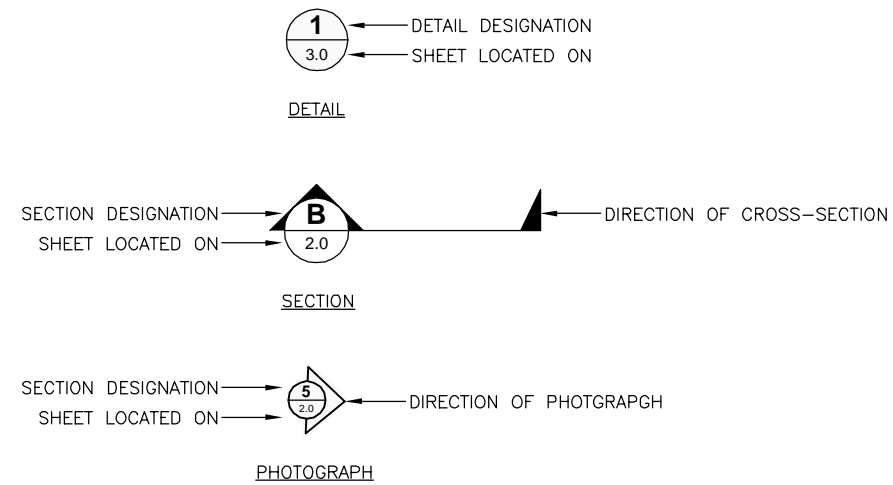 1 DETAIL DESIGNATION
3.0 SHEET LOCATED ON
DETAIL
SECTION DESIGNATION B DIRECTION OF CROSS-SECTION
SHEET LOCATED ON 2.0
SECTION
SECTION DESIGNATION 5
DIRECTION OF PHOTGRAPGH
SHEET LOCATED ON 2.0
PHOTOGRAPH